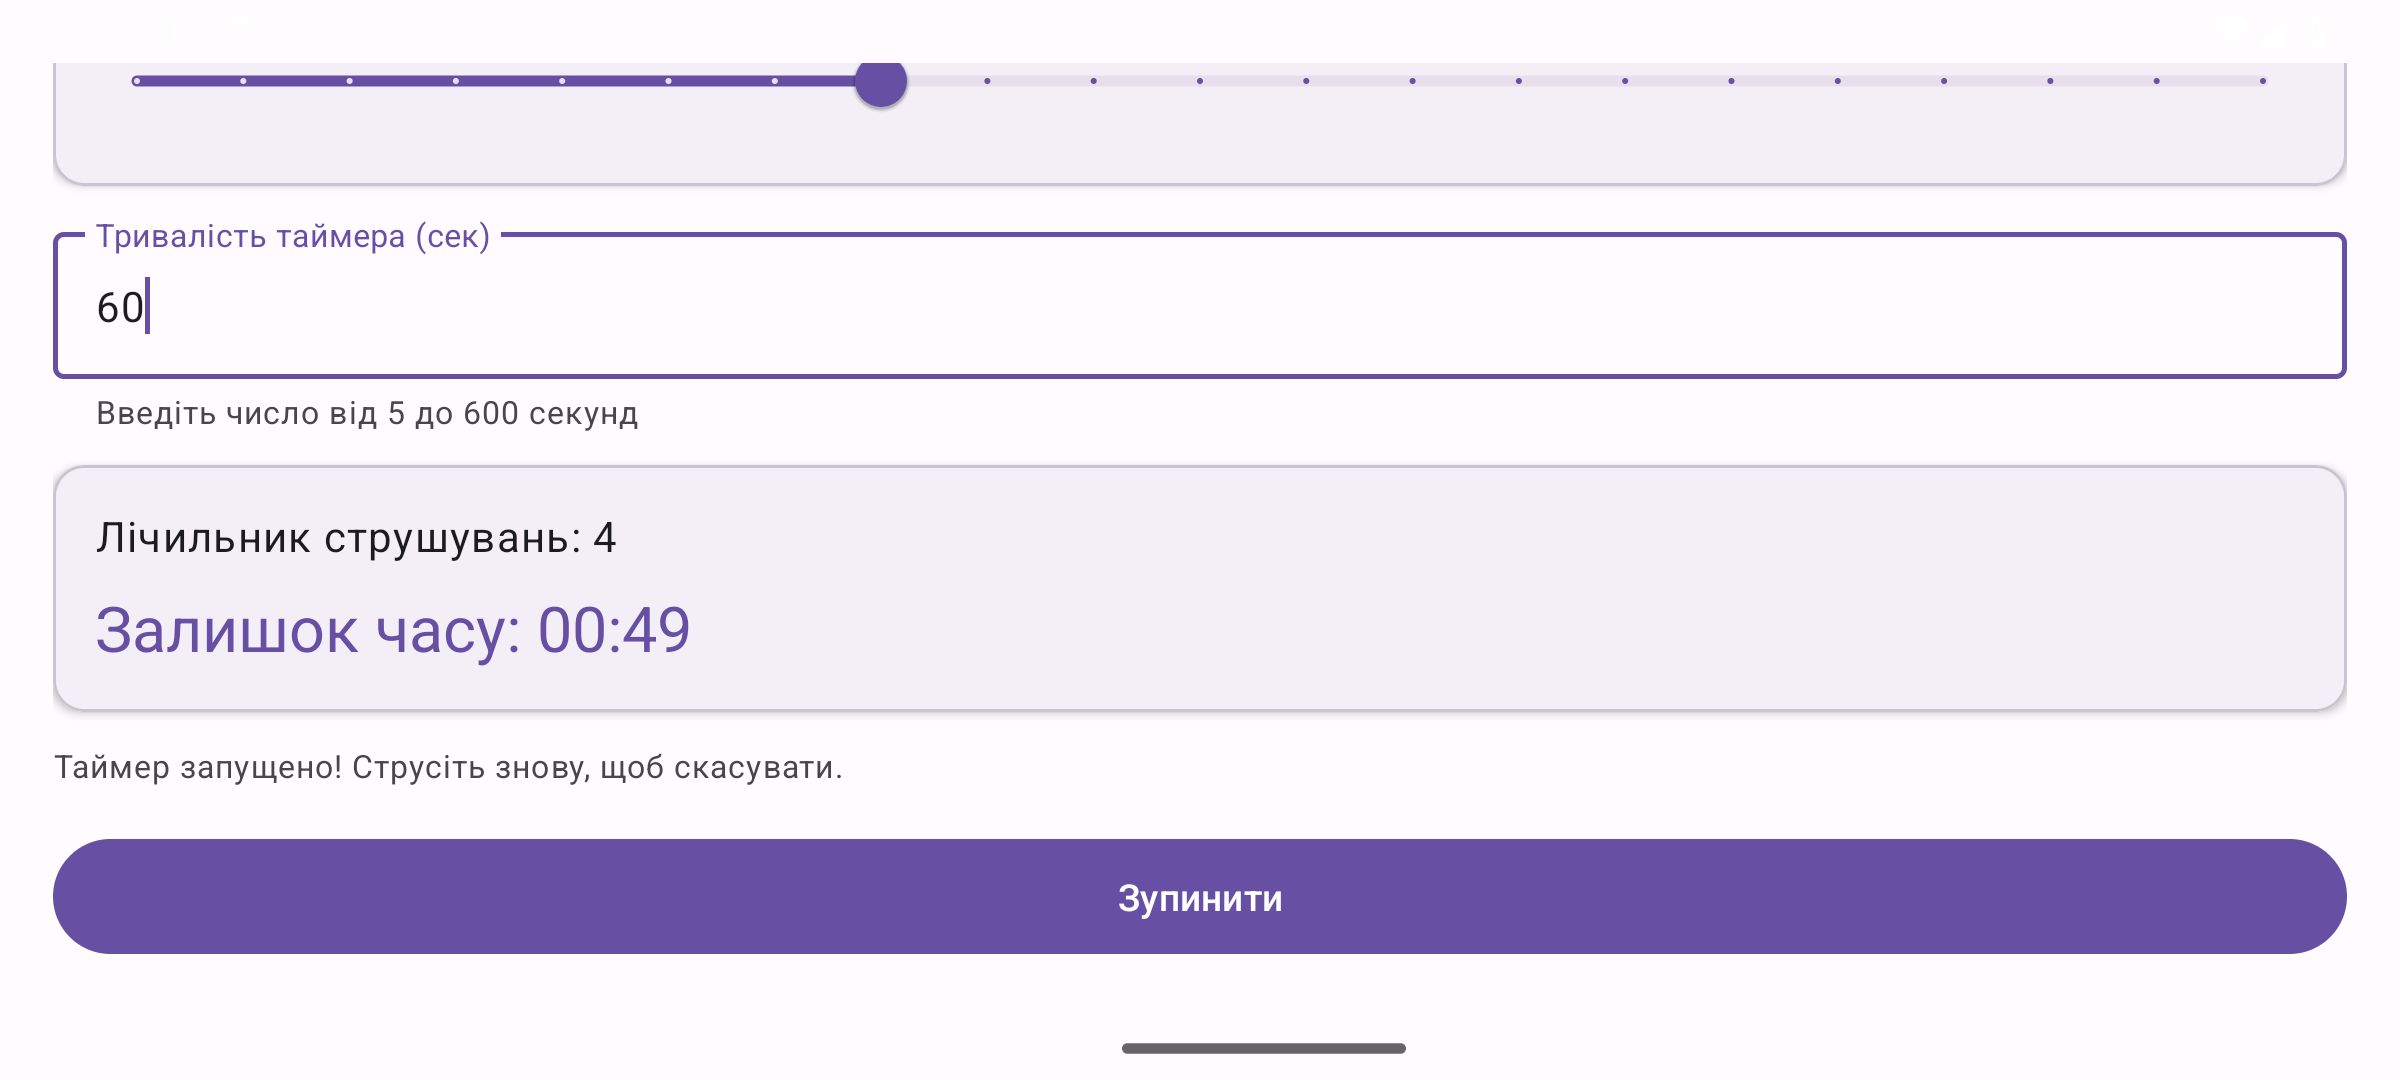 Тривалість таймера (сек)
60
Введіть число від 5 до 600 секунд
Лічильник струшувань: 4
Залишок часу: 00:49
Таймер запущено! Струсіть знову, щоб скасувати.
Зупинити